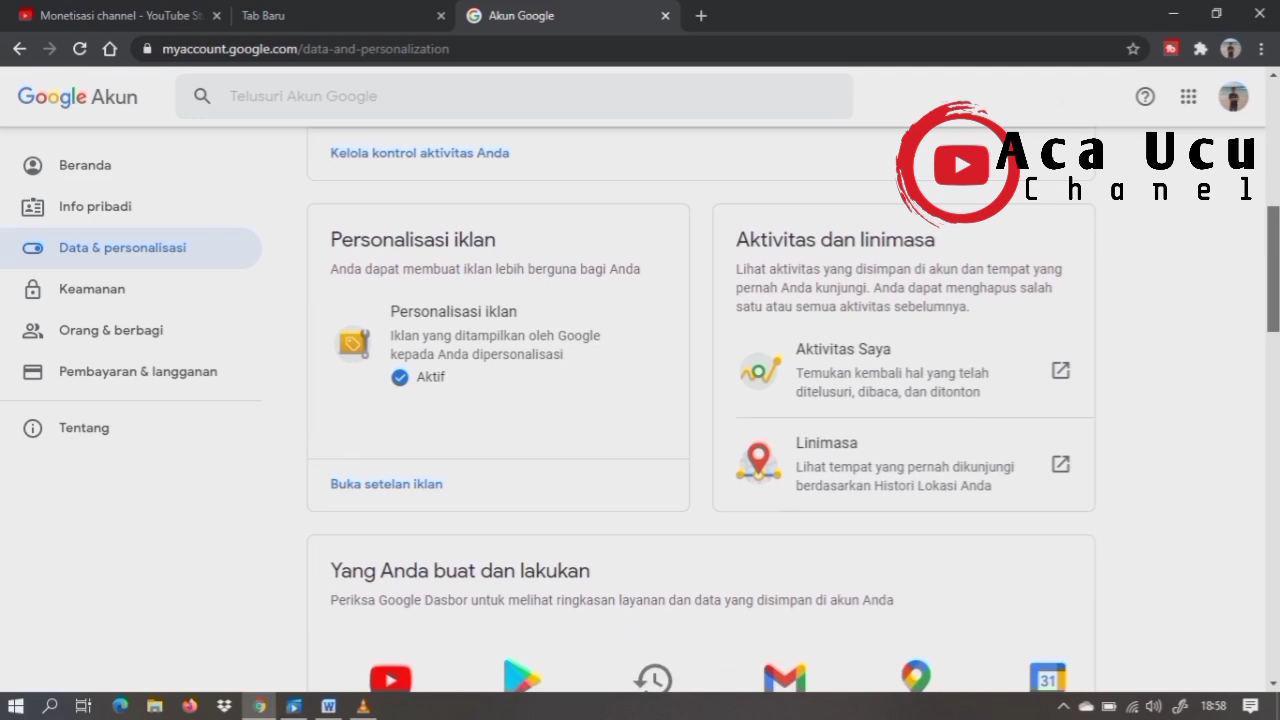 Monetisasi channel - YouTube St
Tab Baru
Akun Google
myaccount.google.com/data-and-personalization
Google Akun
Telusuri Akun Google
Aca Ucu
Chanel
Beranda
Info pribadi
Data & personalisasi
Keamanan
Orang & berbagi
Pembayaran & langganan
Tentang
Kelola kontrol aktivitas Anda
Personalisasi iklan
Anda dapat membuat iklan lebih berguna bagi Anda
Personalisasi iklan
Iklan yang ditampilkan oleh Google
kepada Anda dipersonalisasi
Aktif
Buka setelan iklan
Aktivitas dan linimasa
Lihat aktivitas yang disimpan di akun dan tempat yang
pernah Anda kunjungi. Anda dapat menghapus salah
satu atau semua aktivitas sebelumnya.
Aktivitas Saya
Temukan kembali hal yang telah
ditelusuri, dibaca, dan ditonton
Linimasa
Lihat tempat yang pernah dikunjungi
berdasarkan Histori Lokasi Anda
Yang Anda buat dan lakukan
Periksa Google Dasbor untuk melihat ringkasan layanan dan data yang disimpan di akun Anda
31
18:58